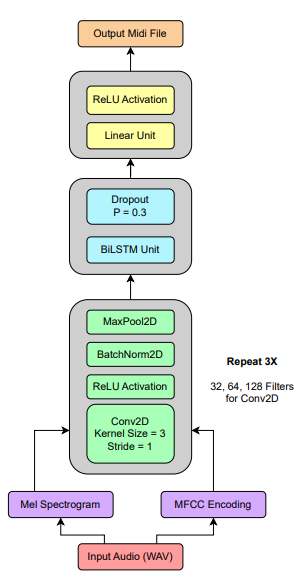 Output Midi File
ReLU Activation
Linear Unit
Dropout
P = 0.3
BiLSTM Unit
MaxPool2D
BatchNorm2D
ReLU Activation
Conv2D
Kernel Size = 3
Stride = 1
Repeat 3X
32, 64, 128 Filters
for Conv2D
Mel Spectrogram
MFCC Encoding
Input Audio (WAV)